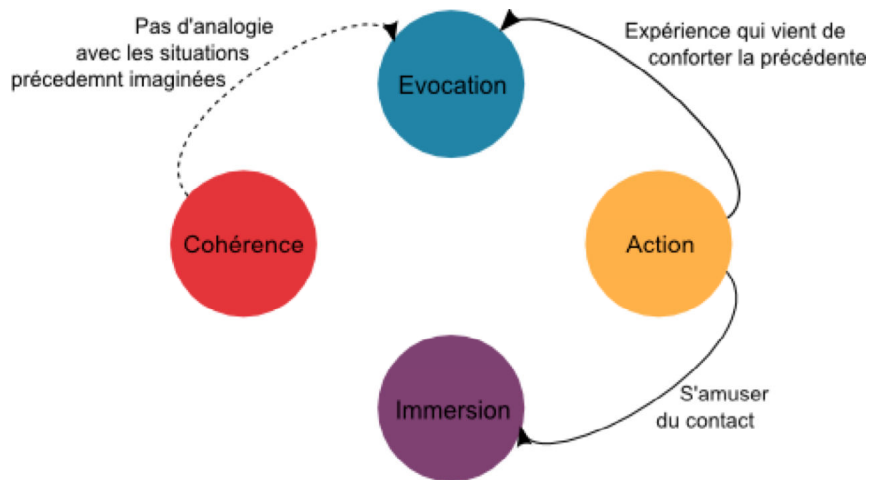 Pas d'analogie
avec les situations
précedemnt imaginées
Expérience qui vient de
conforter la précédente
Evocation
Cohérence
Action
Immersion
S'amuser
du contact